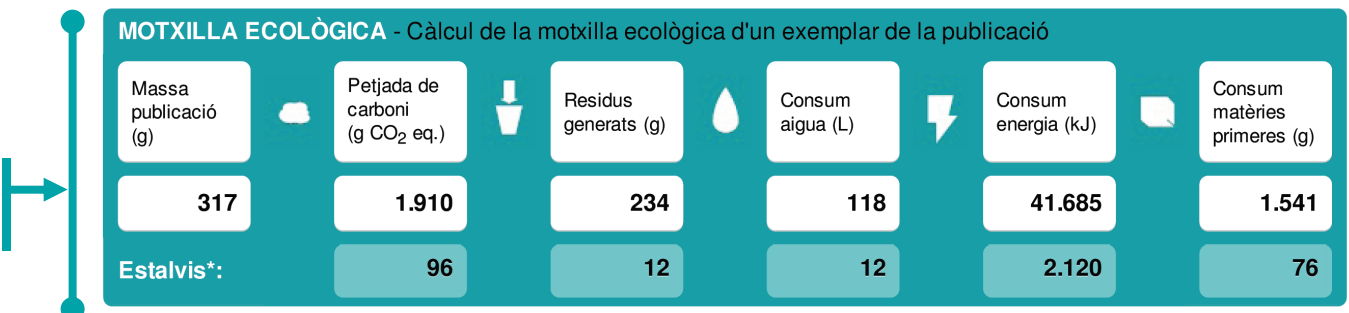 MOTXILLA ECOLÒGICA - Càlcul de la motxilla ecològica d'un exemplar de la publicació
Massa
publicació
(g)
Petjada de
carboni
(g CO2 eq.)
Residus
generats (g)
Consum
aigua (L)
Consum
energia (kJ)
Consum
matèries
primeres (g)
317 1.910 234 118 41.685 1.541
Estalvis*: 96 12 12 2.120 76